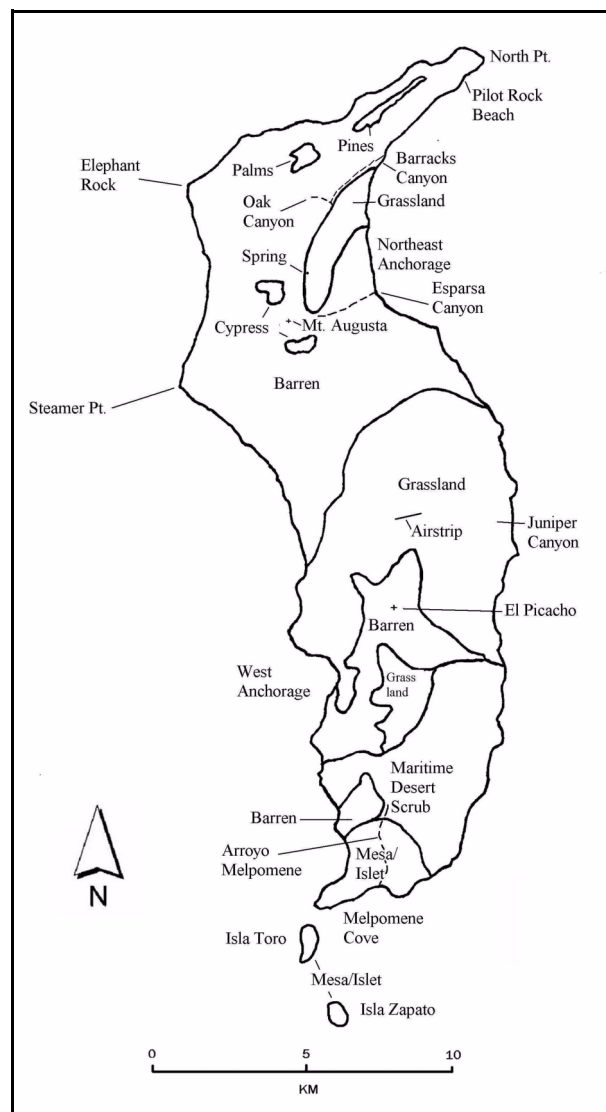 North Pt.
Pilot Rock
Beach
Pines
Palms
Barracks
Canyon
Elephant
Rock
Oak
Canyon
Grassland
Northeast
Anchorage
Spring
Esparsa
Canyon
Cypress
Mt. Augusta
Barren
Steamer Pt.
Grassland
Airstrip
Juniper
Canyon
El Picacho
Barren
West
Anchorage
Grass
land
Maritime
Desert
Scrub
Barren
Arroyo
Melpomene
Mesa/
Islet
Melpomene
Cove
Isla Toro
Mesa/Islet
Isla Zapato
N
0 5 10
KM